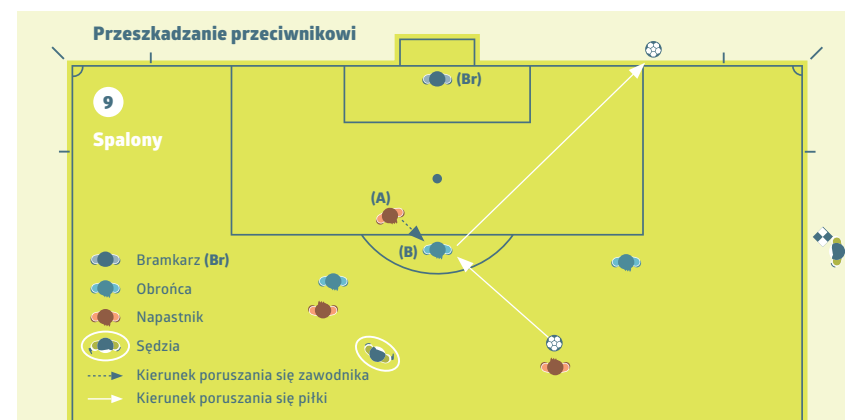 Przeszkadzanie przeciwnikowi
(Br)
9
Spalony
(A)
(B)
Bramkarz (Br)
Obrońca
Napastnik
Sędzia
Kierunek poruszania się zawodnika
Kierunek poruszania się piłki